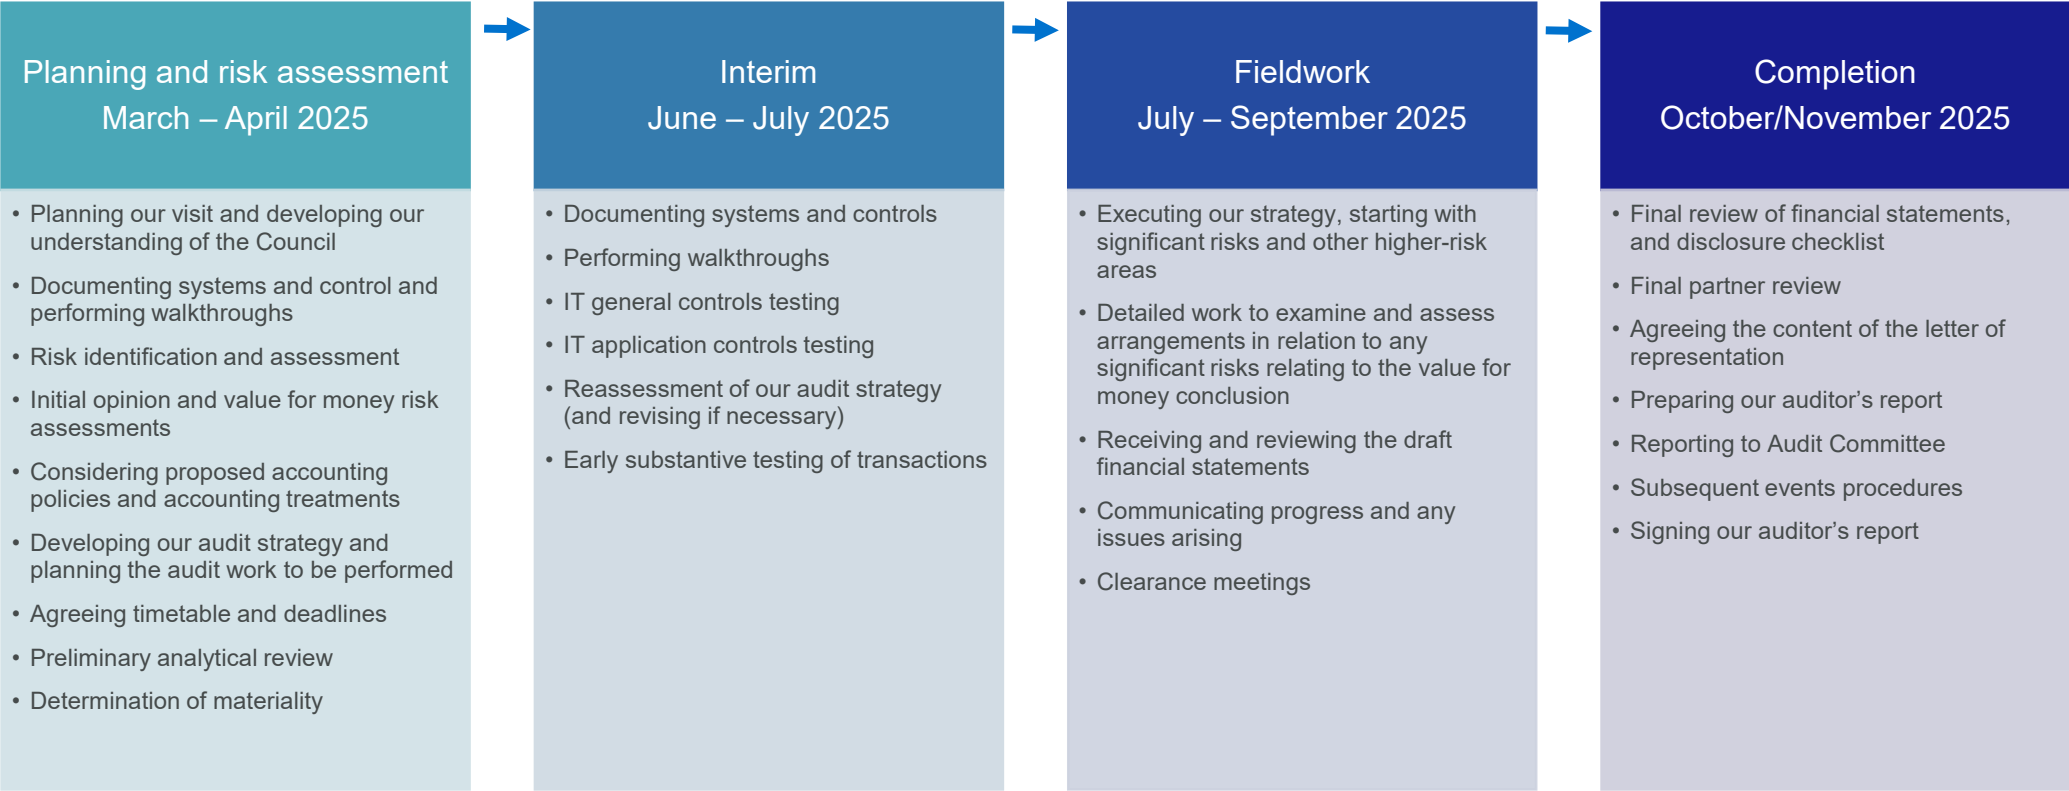 Planning and risk assessment
March – April 2025
• Planning our visit and developing our
understanding of the Council
• Documenting systems and control and
performing walkthroughs
• Risk identification and assessment
• Initial opinion and value for money risk
assessments
• Considering proposed accounting
policies and accounting treatments
• Developing our audit strategy and
planning the audit work to be performed
• Agreeing timetable and deadlines
• Preliminary analytical review
• Determination of materiality
Interim
June – July 2025
• Documenting systems and controls
• Performing walkthroughs
• IT general controls testing
• IT application controls testing
• Reassessment of our audit strategy
(and revising if necessary)
• Early substantive testing of transactions
Fieldwork
July – September 2025
• Executing our strategy, starting with
significant risks and other higher-risk
areas
• Detailed work to examine and assess
arrangements in relation to any
significant risks relating to the value for
money conclusion
• Receiving and reviewing the draft
financial statements
• Communicating progress and any
issues arising
• Clearance meetings
Completion
October/November 2025
• Final review of financial statements,
and disclosure checklist
• Final partner review
• Agreeing the content of the letter of
representation
• Preparing our auditor’s report
• Reporting to Audit Committee
• Subsequent events procedures
• Signing our auditor’s report